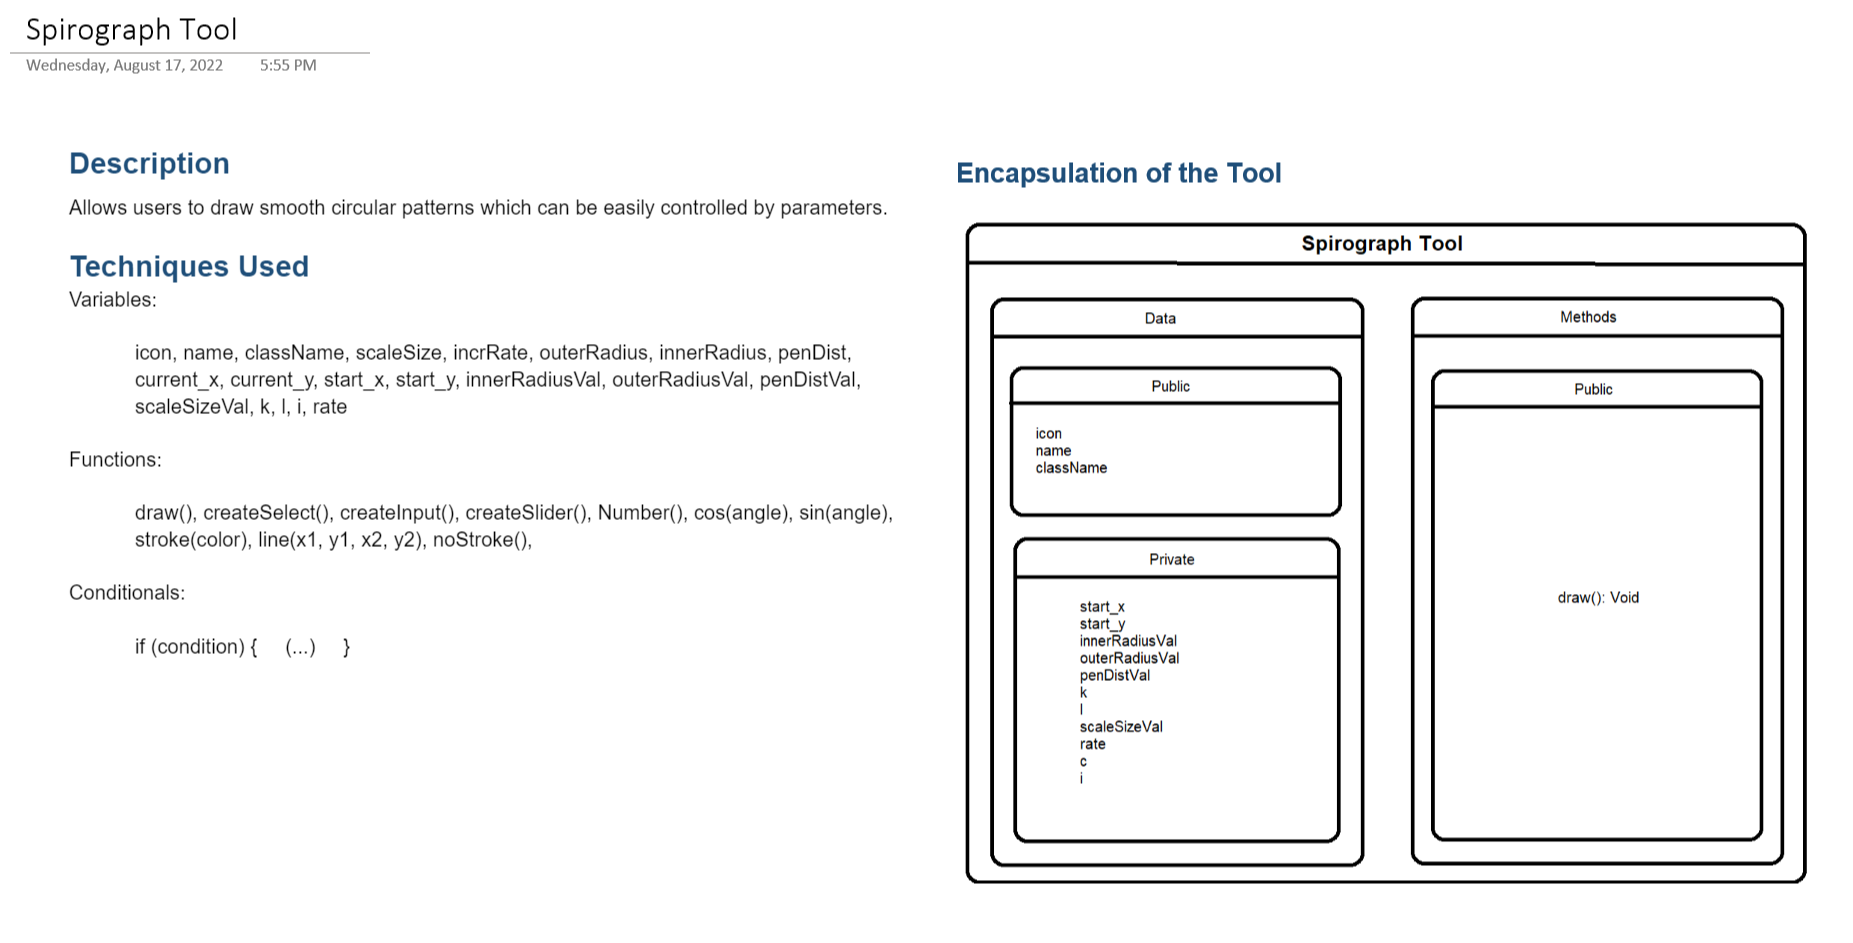 Spirograph Tool
Wednesday, August 17, 2022 5:55 PM
Description
Allows users to draw smooth circular patterns which can be easily controlled by parameters.
Techniques Used
Variables:
icon, name, className, scaleSize, incrRate, outerRadius, innerRadius, penDist,
current_x, current_y, start_x, start_y, innerRadiusVal, outerRadiusVal, penDistVal,
scaleSizeVal, k, l, i, rate
Functions:
draw(), createSelect(), createInput(), createSlider(), Number(), cos(angle), sin(angle),
stroke(color), line(x1, y1, x2, y2), noStroke(),
Conditionals:
if (condition) { (...) }
Encapsulation of the Tool
Spirograph Tool
Data
Public
icon
name
className
Private
start_x
start_y
innerRadiusVal
outerRadiusVal
penDistVal
k
l
scaleSizeVal
rate
c
i
Methods
Public
draw(): Void